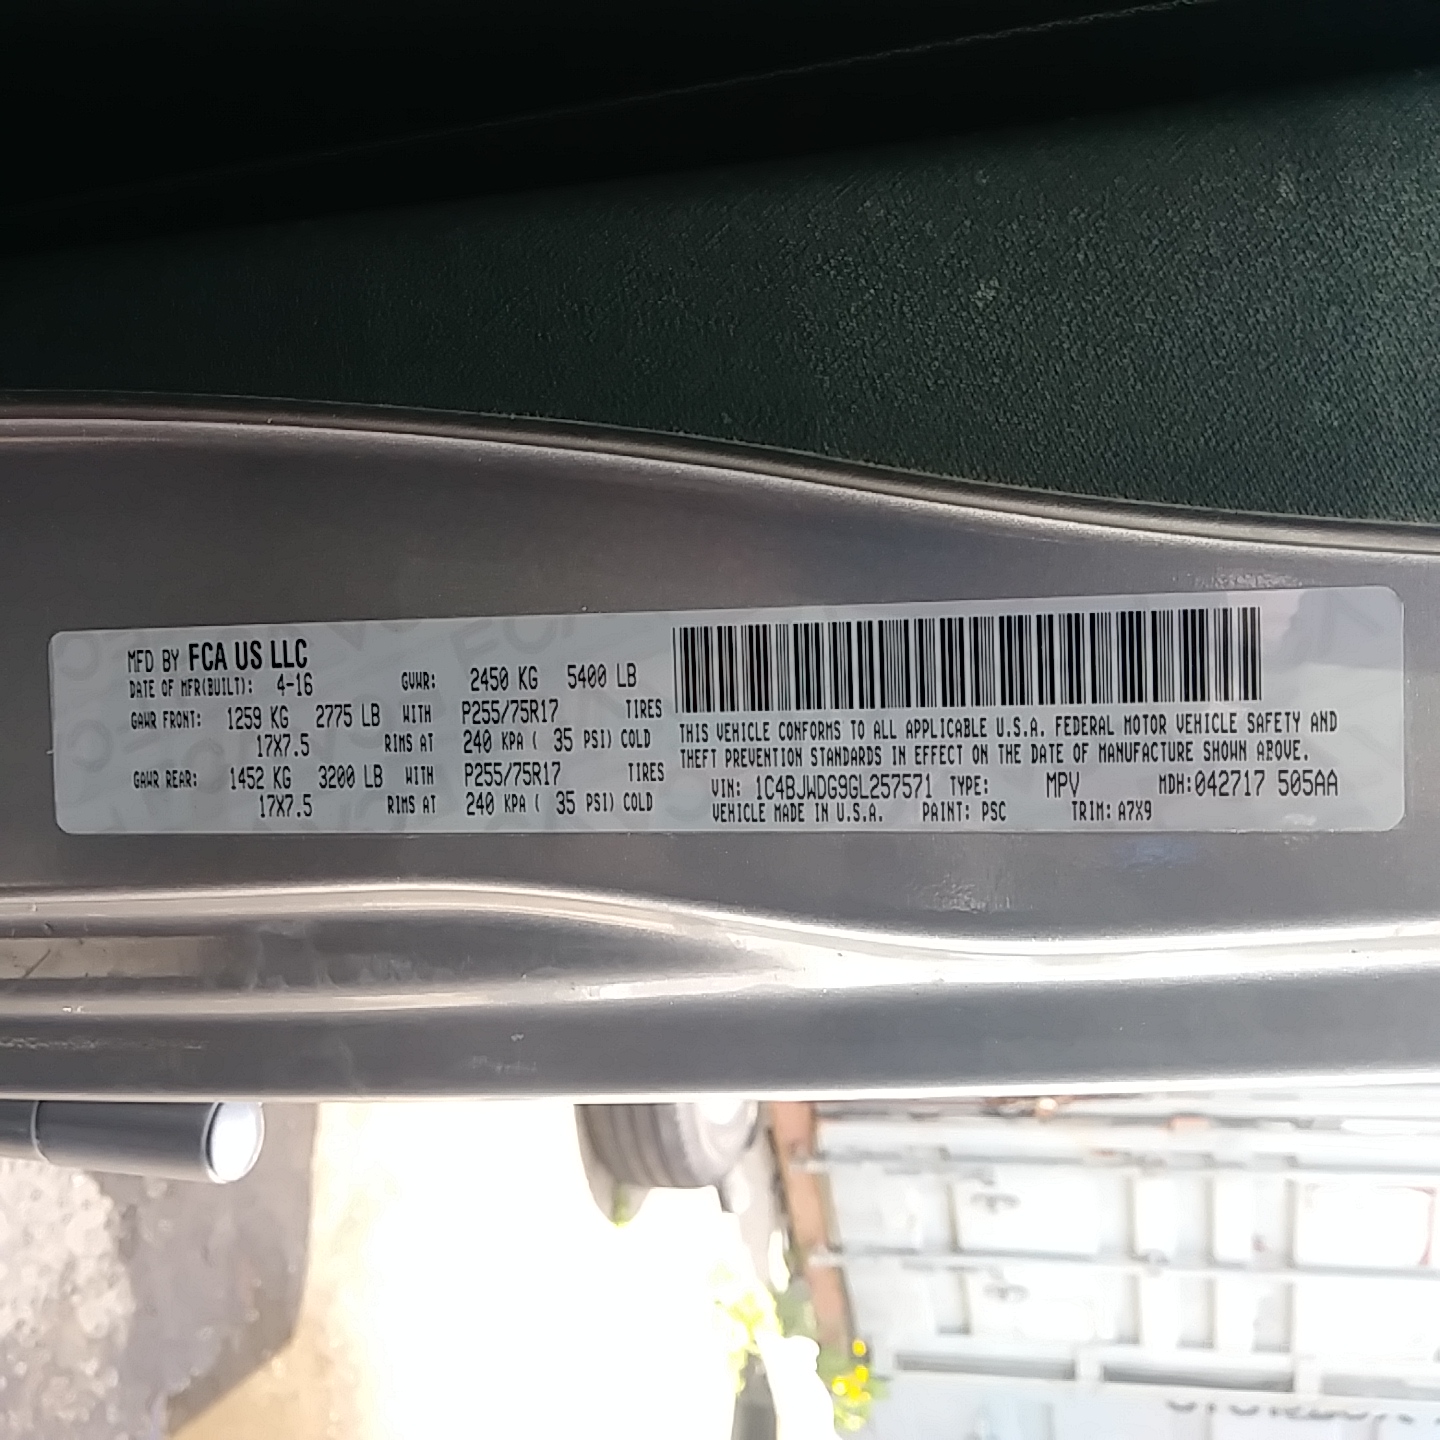 MFD BY FCA US LLC
DATE OF MFR(BUILT): 4-16 GVWR: 2450 KG 5400 LB
GAWR FRONT: 1259 KG 2775 LB WITH P255/75R17 TIRES
17X7.5 RIMS AT 240 KPA ( 35 PSI) COLD
GAWR REAR: 1452 KG 3200 LB WITH P255/75R17 TIRES
17X7.5 RIMS AT 240 KPA ( 35 PSI) COLD
THIS VEHICLE CONFORMS TO ALL APPLICABLE U.S.A. FEDERAL MOTOR VEHICLE SAFETY AND
THEFT PREVENTION STANDARDS IN EFFECT ON THE DATE OF MANUFACTURE SHOWN ABOVE.
VIN: 1C4BJWDG9GL257571 TYPE: MPV MDH:042717 505AA
VEHICLE MADE IN U.S.A. PAINT: PSC TRIM: A7X9